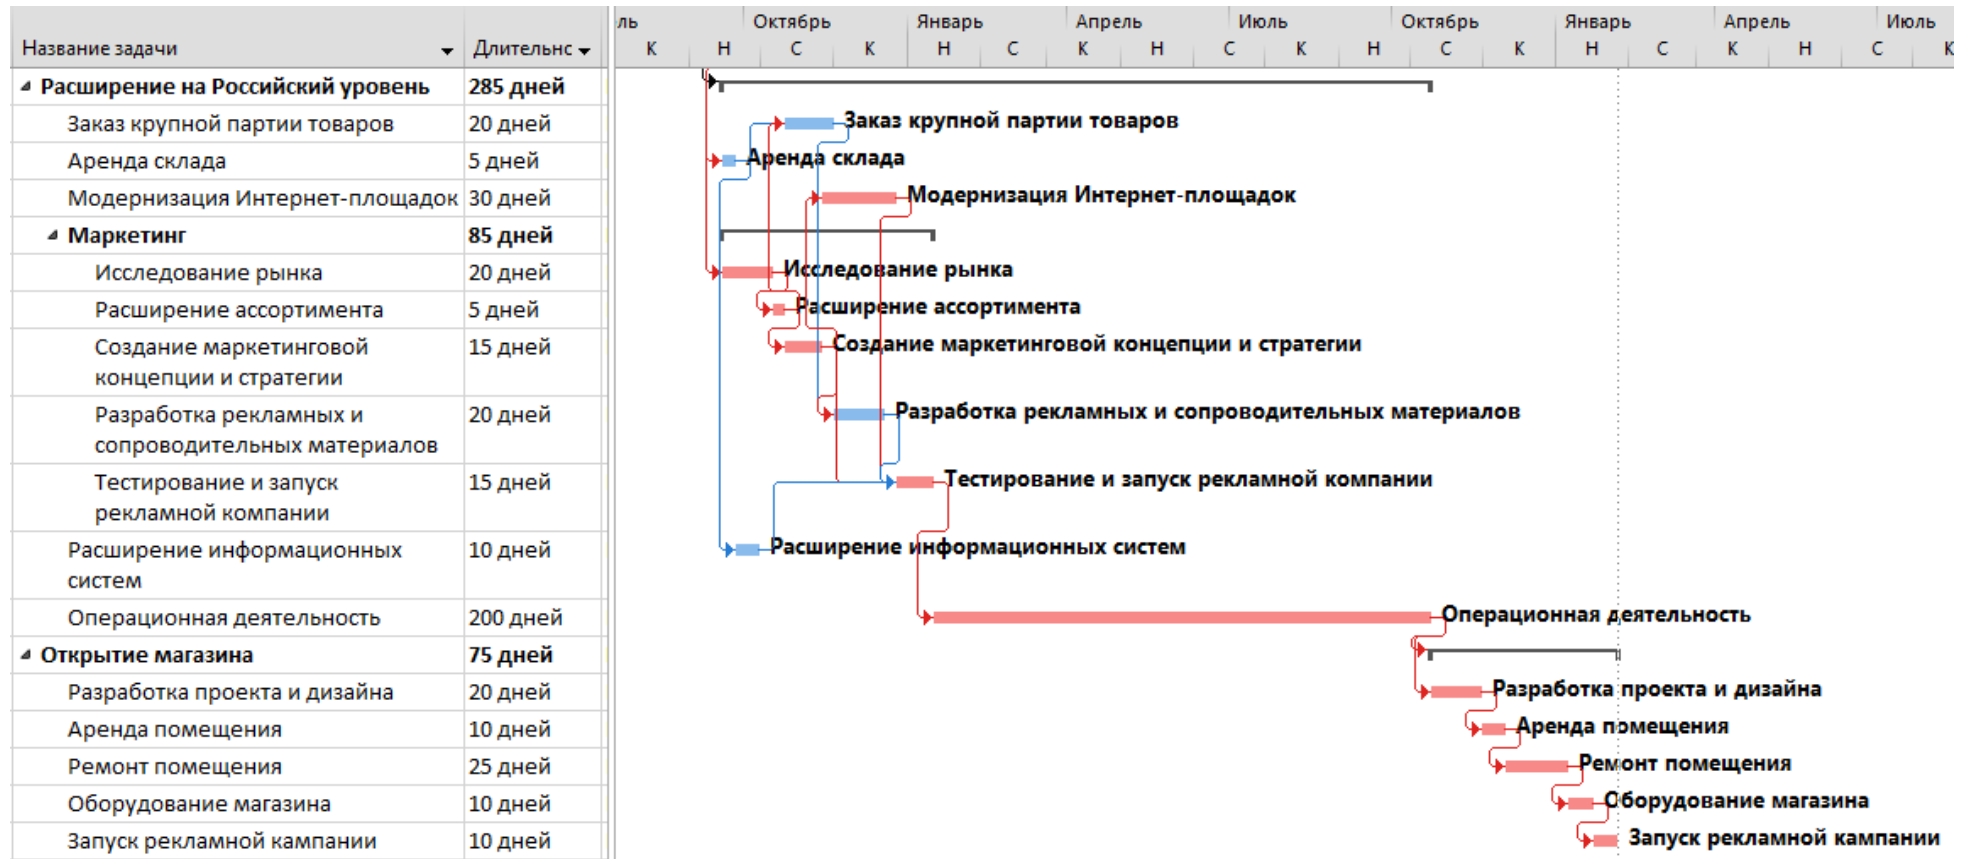 ль Октябрь Январь Апрель Июль Октябрь Январь Апрель Июль
Название задачи Длительнс К Н С К Н С К Н С К Н С К Н С К Н С К
Расширение на Российский уровень 285 дней
Заказ крупной партии товаров 20 дней Заказ крупной партии товаров
Аренда склада 5 дней Аренда склада
Модернизация Интернет-площадок 30 дней Модернизация Интернет-площадок
Маркетинг 85 дней
Исследование рынка 20 дней Исследование рынка
Расширение ассортимента 5 дней Расширение ассортимента
Создание маркетинговой 15 дней Создание маркетинговой концепции и стратегии
концепции и стратегии
Разработка рекламных и 20 дней Разработка рекламных и сопроводительных материалов
сопроводительных материалов
Тестирование и запуск 15 дней Тестирование и запуск рекламной компании
рекламной компании
Расширение информационных 10 дней Расширение информационных систем
систем
Операционная деятельность 200 дней Операционная деятельность
Открытие магазина 75 дней
Разработка проекта и дизайна 20 дней Разработка проекта и дизайна
Аренда помещения 10 дней Аренда помещения
Ремонт помещения 25 дней Ремонт помещения
Оборудование магазина 10 дней Оборудование магазина
Запуск рекламной кампании 10 дней Запуск рекламной кампании